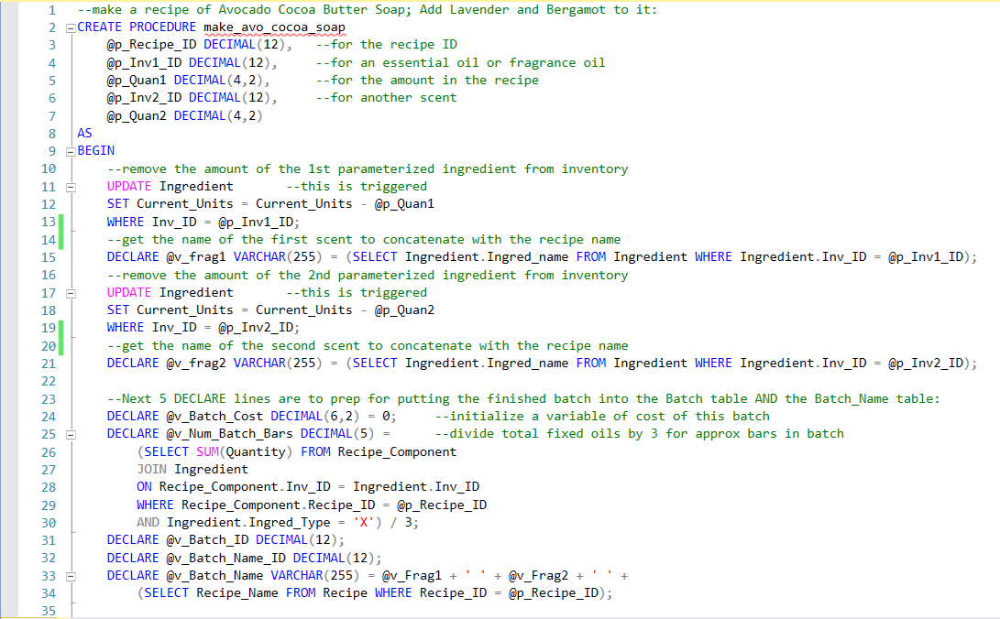 1 --make a recipe of Avocado Cocoa Butter Soap; Add Lavender and Bergamot to it:
2 CREATE PROCEDURE make_avo_cocoa_soap
3     @p_Recipe_ID DECIMAL(12),   --for the recipe ID
4     @p_Inv1_ID DECIMAL(12),     --for an essential oil or fragrance oil
5     @p_Quan1 DECIMAL(4,2),      --for the amount in the recipe
6     @p_Inv2_ID DECIMAL(12),     --for another scent
7     @p_Quan2 DECIMAL(4,2)
8 AS
9 BEGIN
10     --remove the amount of the 1st parameterized ingredient from inventory
11     UPDATE Ingredient       --this is triggered
12     SET Current_Units = Current_Units - @p_Quan1
13     WHERE Inv_ID = @p_Inv1_ID;
14     --get the name of the first scent to concatenate with the recipe name
15     DECLARE @v_frag1 VARCHAR(255) = (SELECT Ingredient.Ingred_name FROM Ingredient WHERE Ingredient.Inv_ID = @p_Inv1_ID);
16     --remove the amount of the 2nd parameterized ingredient from inventory
17     UPDATE Ingredient       --this is triggered
18     SET Current_Units = Current_Units - @p_Quan2
19     WHERE Inv_ID = @p_Inv2_ID;
20     --get the name of the second scent to concatenate with the recipe name
21     DECLARE @v_frag2 VARCHAR(255) = (SELECT Ingredient.Ingred_name FROM Ingredient WHERE Ingredient.Inv_ID = @p_Inv2_ID);
22
23     --Next 5 DECLARE lines are to prep for putting the finished batch into the Batch table AND the Batch_Name table:
24     DECLARE @v_Batch_Cost DECIMAL(6,2) = 0;     --initialize a variable of cost of this batch
25     DECLARE @v_Num_Batch_Bars DECIMAL(5) =      --divide total fixed oils by 3 for approx bars in batch
26         (SELECT SUM(Quantity) FROM Recipe_Component
27         JOIN Ingredient
28         ON Recipe_Component.Inv_ID = Ingredient.Inv_ID
29         WHERE Recipe_Component.Recipe_ID = @p_Recipe_ID
30         AND Ingredient.Ingred_Type = 'X') / 3;
31     DECLARE @v_Batch_ID DECIMAL(12);
32     DECLARE @v_Batch_Name_ID DECIMAL(12);
33     DECLARE @v_Batch_Name VARCHAR(255) = @v_Frag1 + ' ' + @v_Frag2 + ' ' +
34         (SELECT Recipe_Name FROM Recipe WHERE Recipe_ID = @p_Recipe_ID);
35